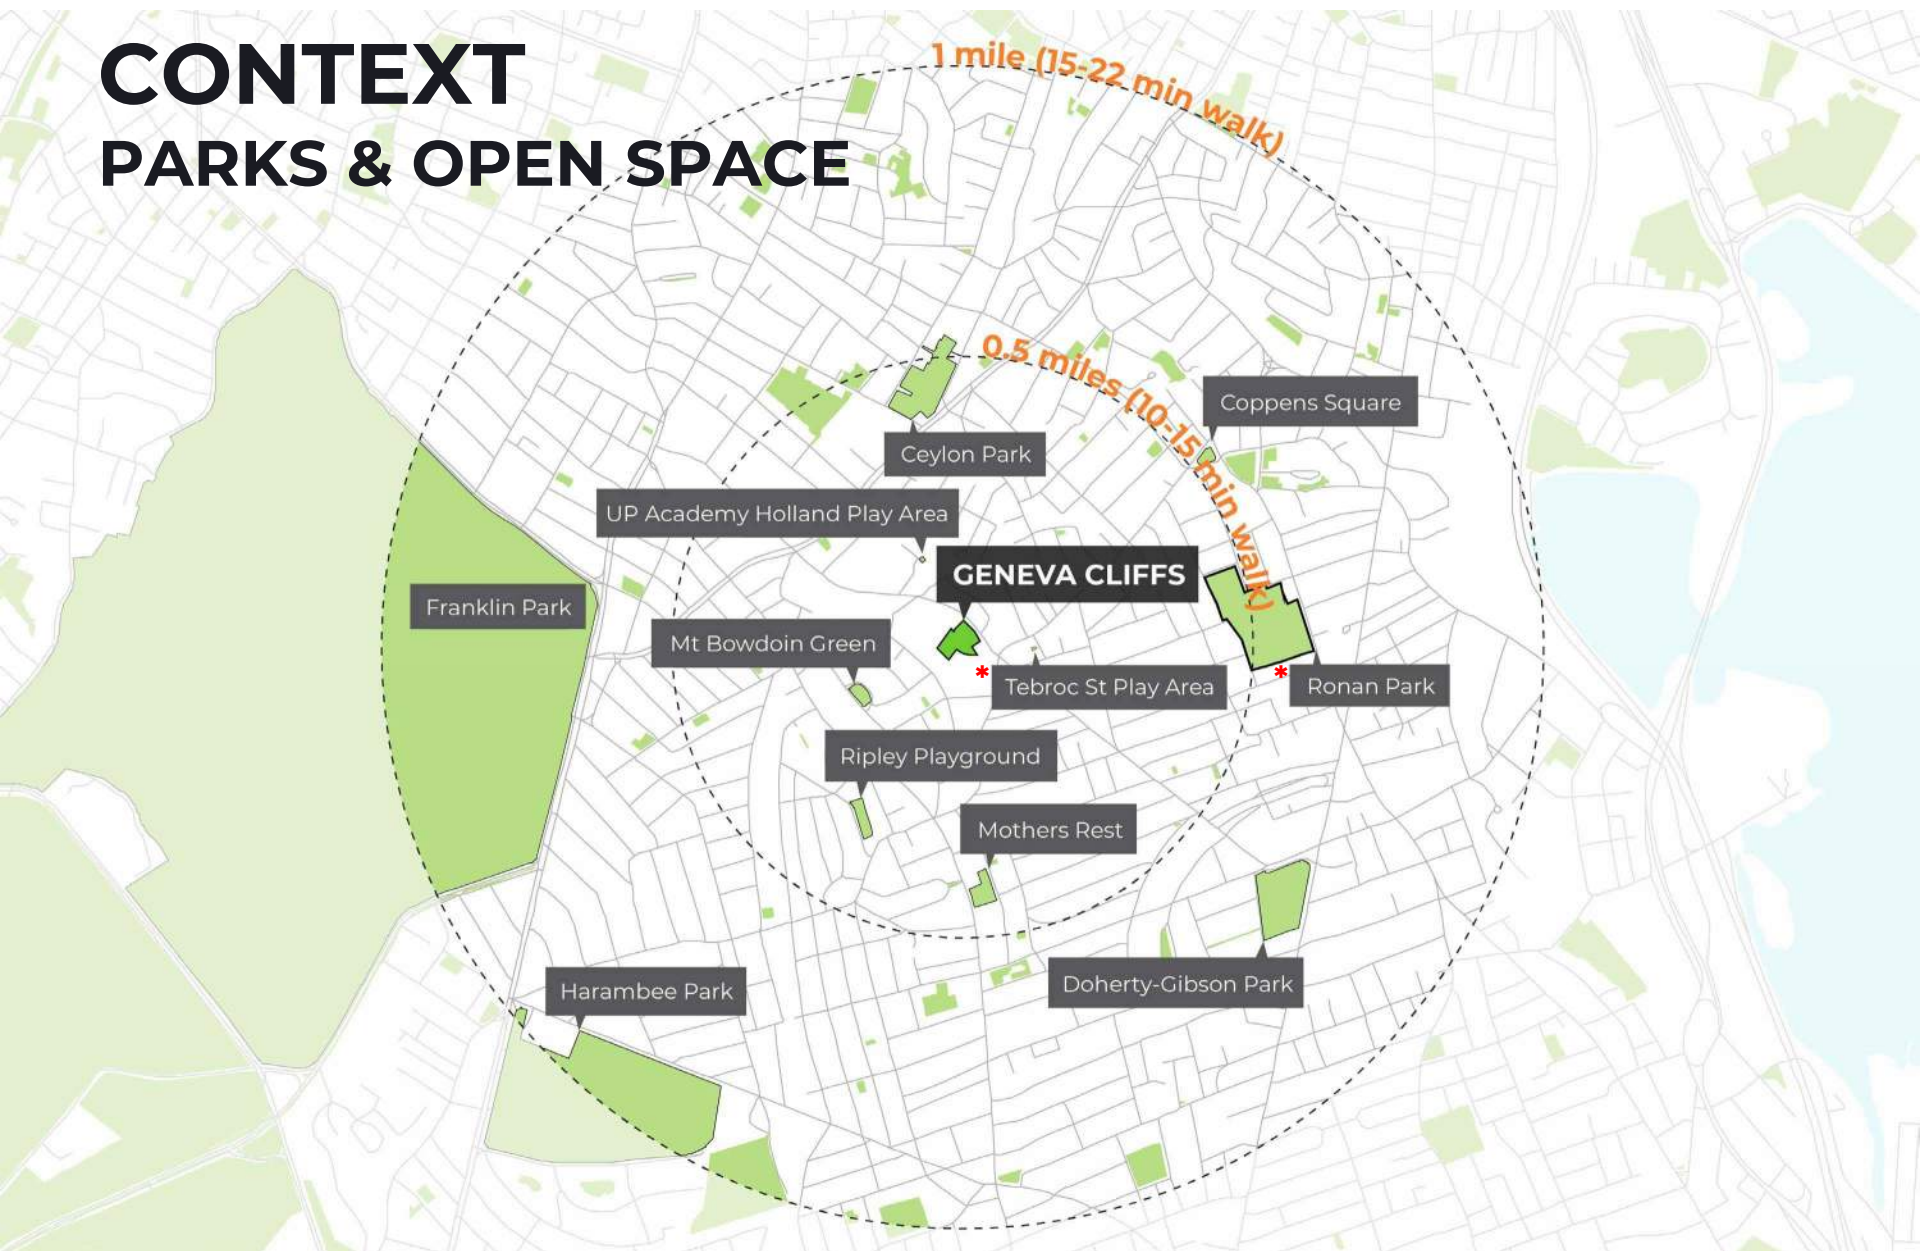 CONTEXT
PARKS & OPEN SPACE
1 mile (15-22 min walk)
0.5 miles (10-15 min walk)
Coppens Square
Ceylon Park
UP Academy Holland Play Area
GENEVA CLIFFS
Franklin Park
Mt Bowdoin Green
* Tebroc St Play Area
* Ronan Park
Ripley Playground
Mothers Rest
Doherty-Gibson Park
Harambee Park